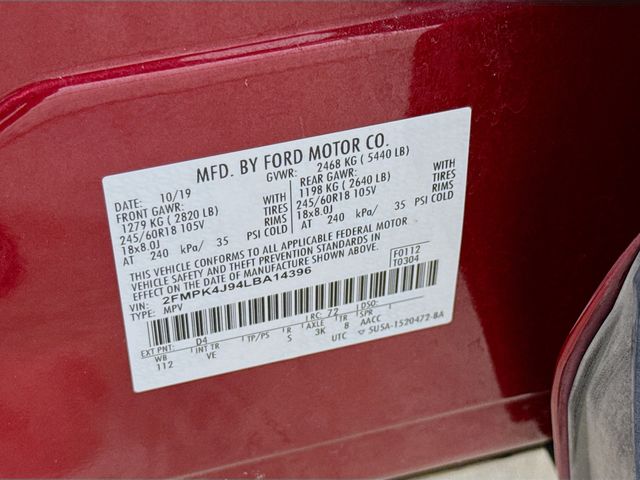 MFD. BY FORD MOTOR CO.
DATE: 10/19 GVWR: 2468 KG (5440 LB)
FRONT GAWR: WITH REAR GAWR: WITH
1279 KG (2820 LB) TIRES 1198 KG (2640 LB) TIRES
245/60R18 105V RIMS 245/60R18 105V RIMS
18x8.0J 18x8.0J
AT 240 kPa/ 35 PSI COLD AT 240 kPa/ 35 PSI COLD
THIS VEHICLE CONFORMS TO ALL APPLICABLE FEDERAL MOTOR
VEHICLE SAFETY AND THEFT PREVENTION STANDARDS IN
EFFECT ON THE DATE OF MANUFACTURE SHOWN ABOVE.
VIN: 2FMPK4J94LBA14396 F0112
TYPE: MPV T0304
EXT PNT: D4 RC: 72 DSO:
WB INT TR TP/PS R AXLE TR SPR
112 VE S 3K 8 AACC
UTC 5U5A-1520472-BA